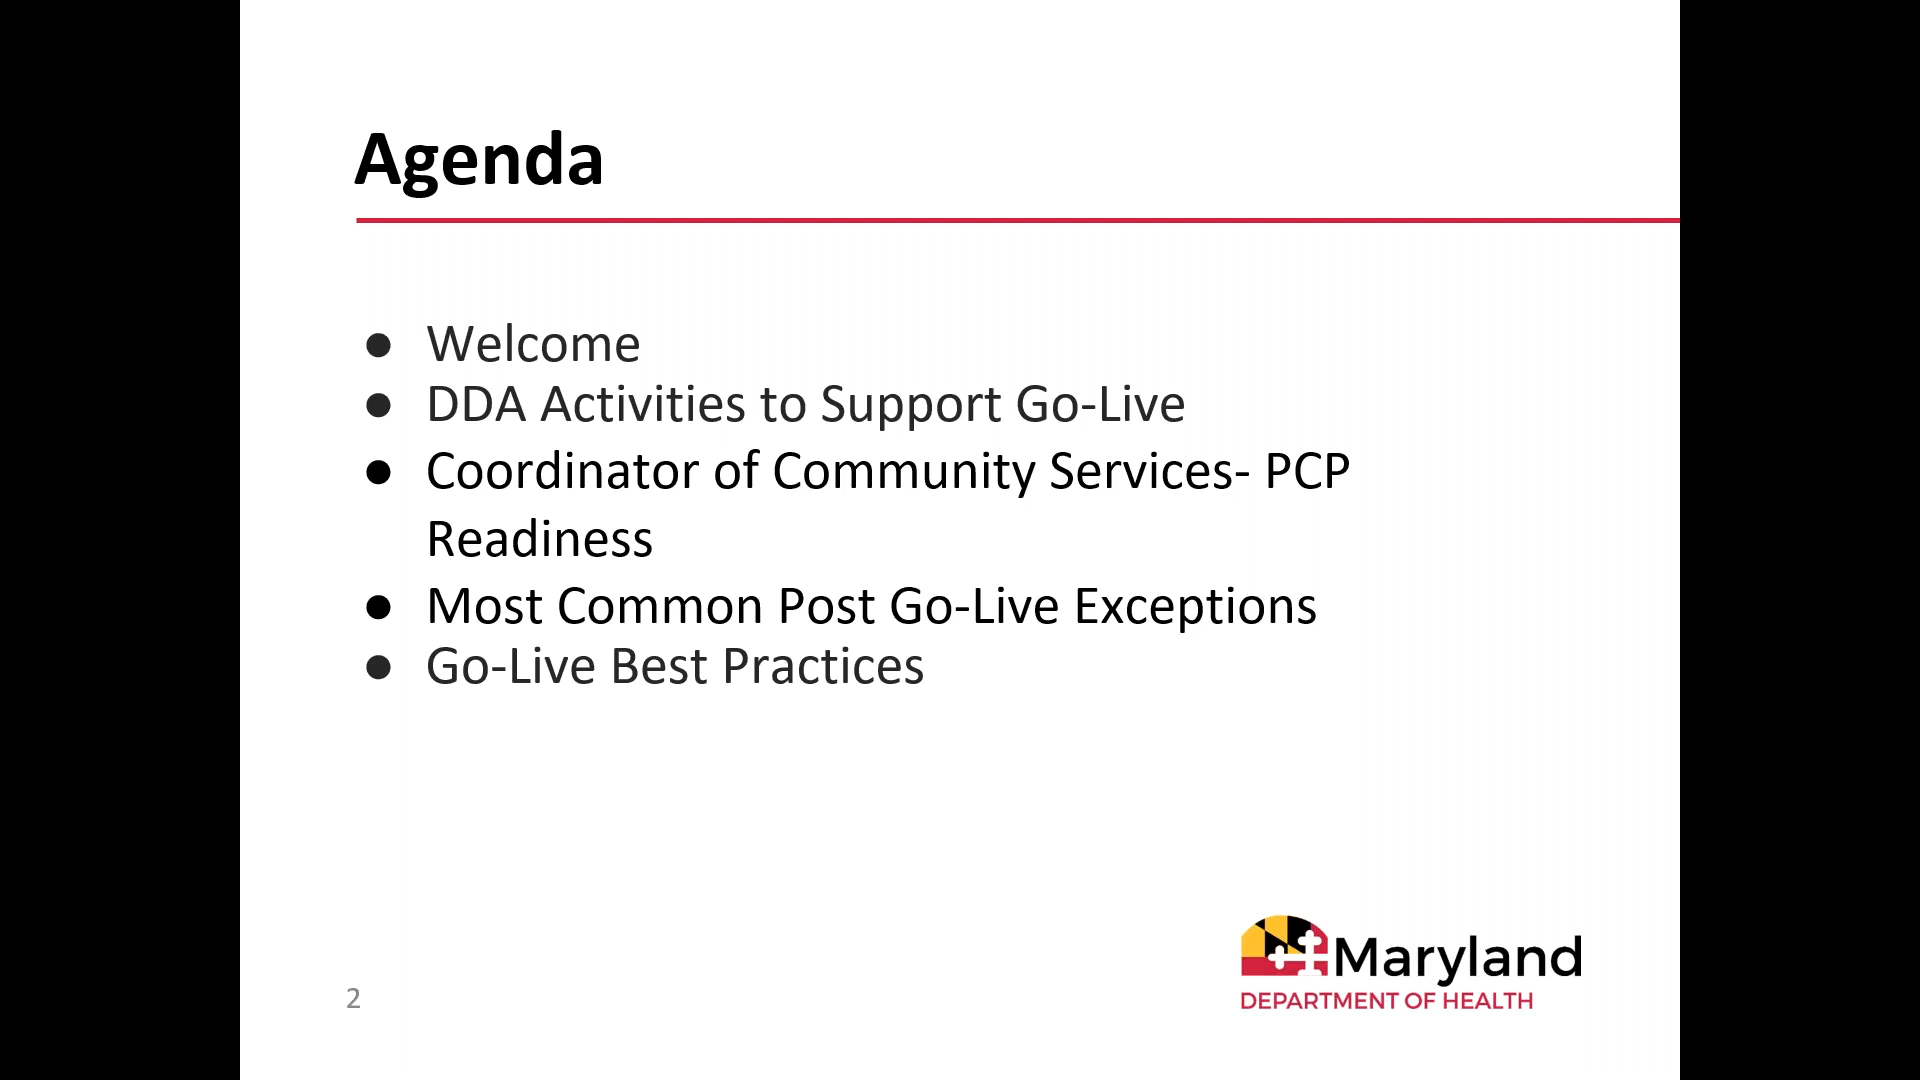 Agenda
● Welcome
● DDA Activities to Support Go-Live
● Coordinator of Community Services- PCP
Readiness
● Most Common Post Go-Live Exceptions
● Go-Live Best Practices
2
Maryland
DEPARTMENT OF HEALTH